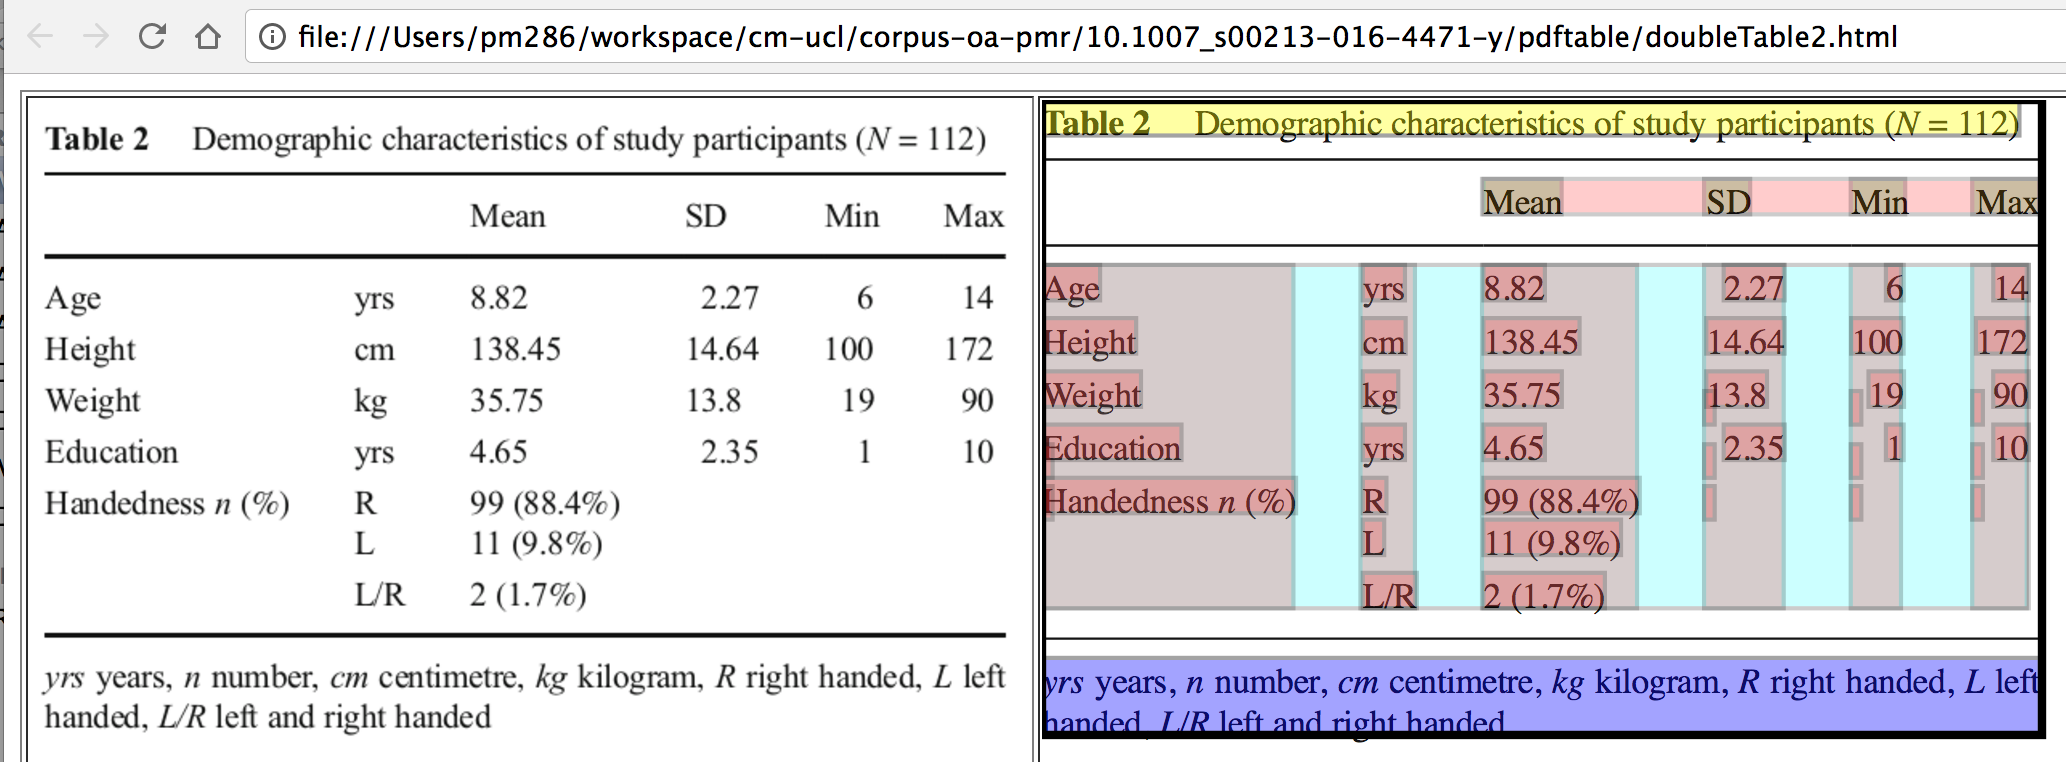 file:///Users/pm286/workspace/cm-ucl/corpus-oa-pmr/10.1007_s00213-016-4471-y/pdftable/doubleTable2.html
Table 2 Demographic characteristics of study participants (N = 112)
Mean SD Min Max
Age yrs 8.82 2.27 6 14
Height cm 138.45 14.64 100 172
Weight kg 35.75 13.8 19 90
Education yrs 4.65 2.35 1 10
Handedness n (%) R 99 (88.4%)
L 11 (9.8%)
L/R 2 (1.7%)
yrs years, n number, cm centimetre, kg kilogram, R right handed, L left
handed, L/R left and right handed
Table 2 Demographic characteristics of study participants (N = 112)
Mean SD Min Max
Age yrs 8.82 2.27 6 14
Height cm 138.45 14.64 100 172
Weight kg 35.75 13.8 19 90
Education yrs 4.65 2.35 1 10
Handedness n (%) R 99 (88.4%)
L 11 (9.8%)
L/R 2 (1.7%)
yrs years, n number, cm centimetre, kg kilogram, R right handed, L left
handed, L/R left and right handed